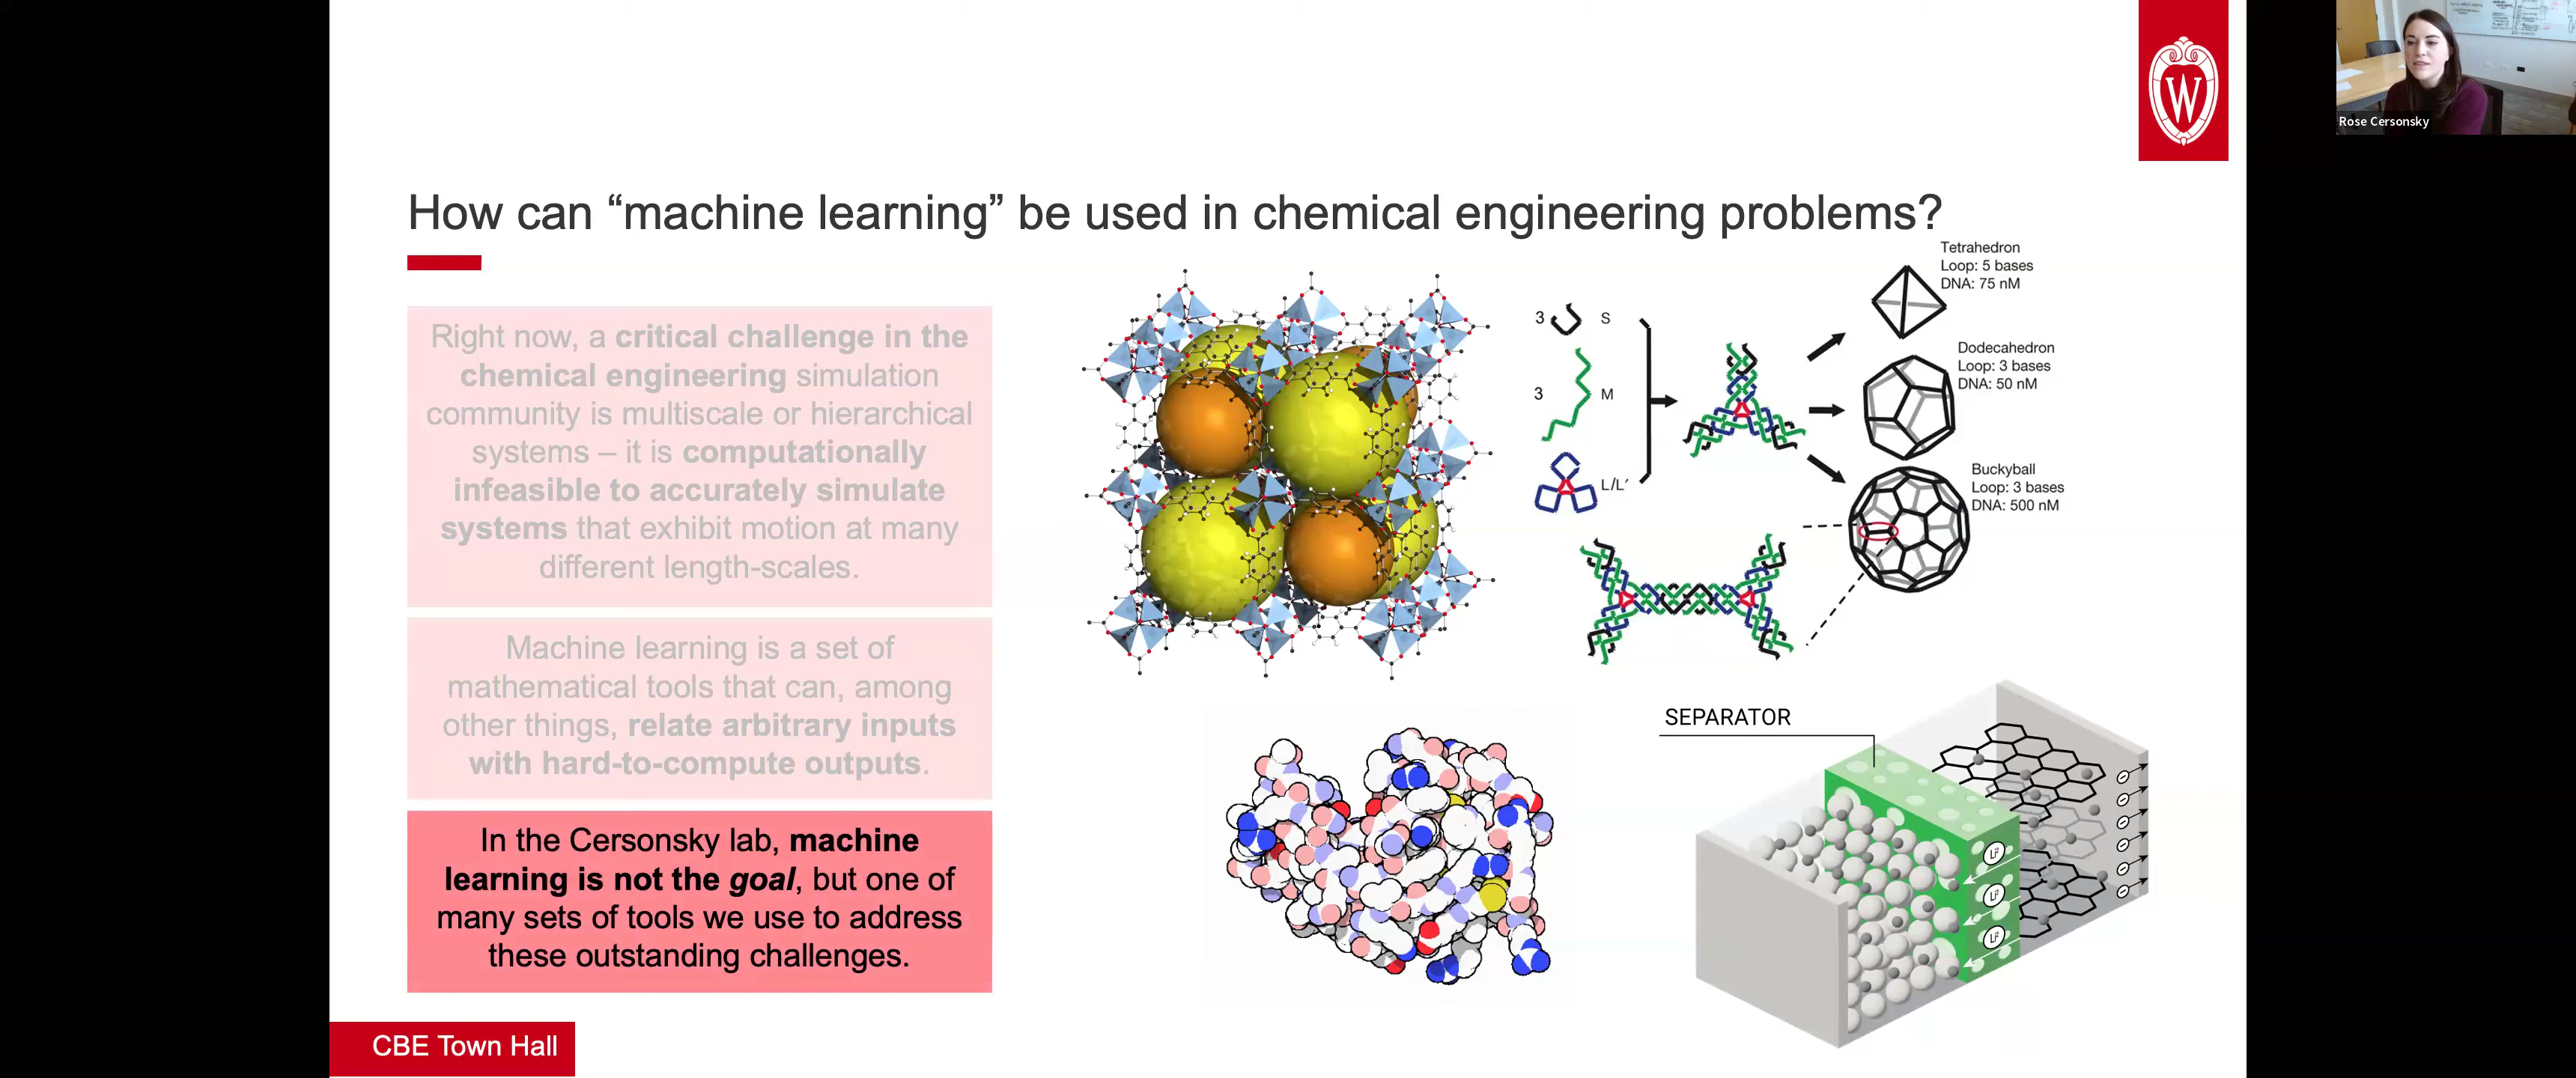 W
Rose Cersonsky
How can “machine learning” be used in chemical engineering problems?
Right now, a critical challenge in the
chemical engineering simulation
community is multiscale or hierarchical
systems – it is computationally
infeasible to accurately simulate
systems that exhibit motion at many
different length-scales.
Machine learning is a set of
mathematical tools that can, among
other things, relate arbitrary inputs
with hard-to-compute outputs.
In the Cersonsky lab, machine
learning is not the goal, but one of
many sets of tools we use to address
these outstanding challenges.
3 S
3 M
L/L′
Tetrahedron
Loop: 5 bases
DNA: 75 nM
Dodecahedron
Loop: 3 bases
DNA: 50 nM
Buckyball
Loop: 3 bases
DNA: 500 nM
SEPARATOR
CBE Town Hall